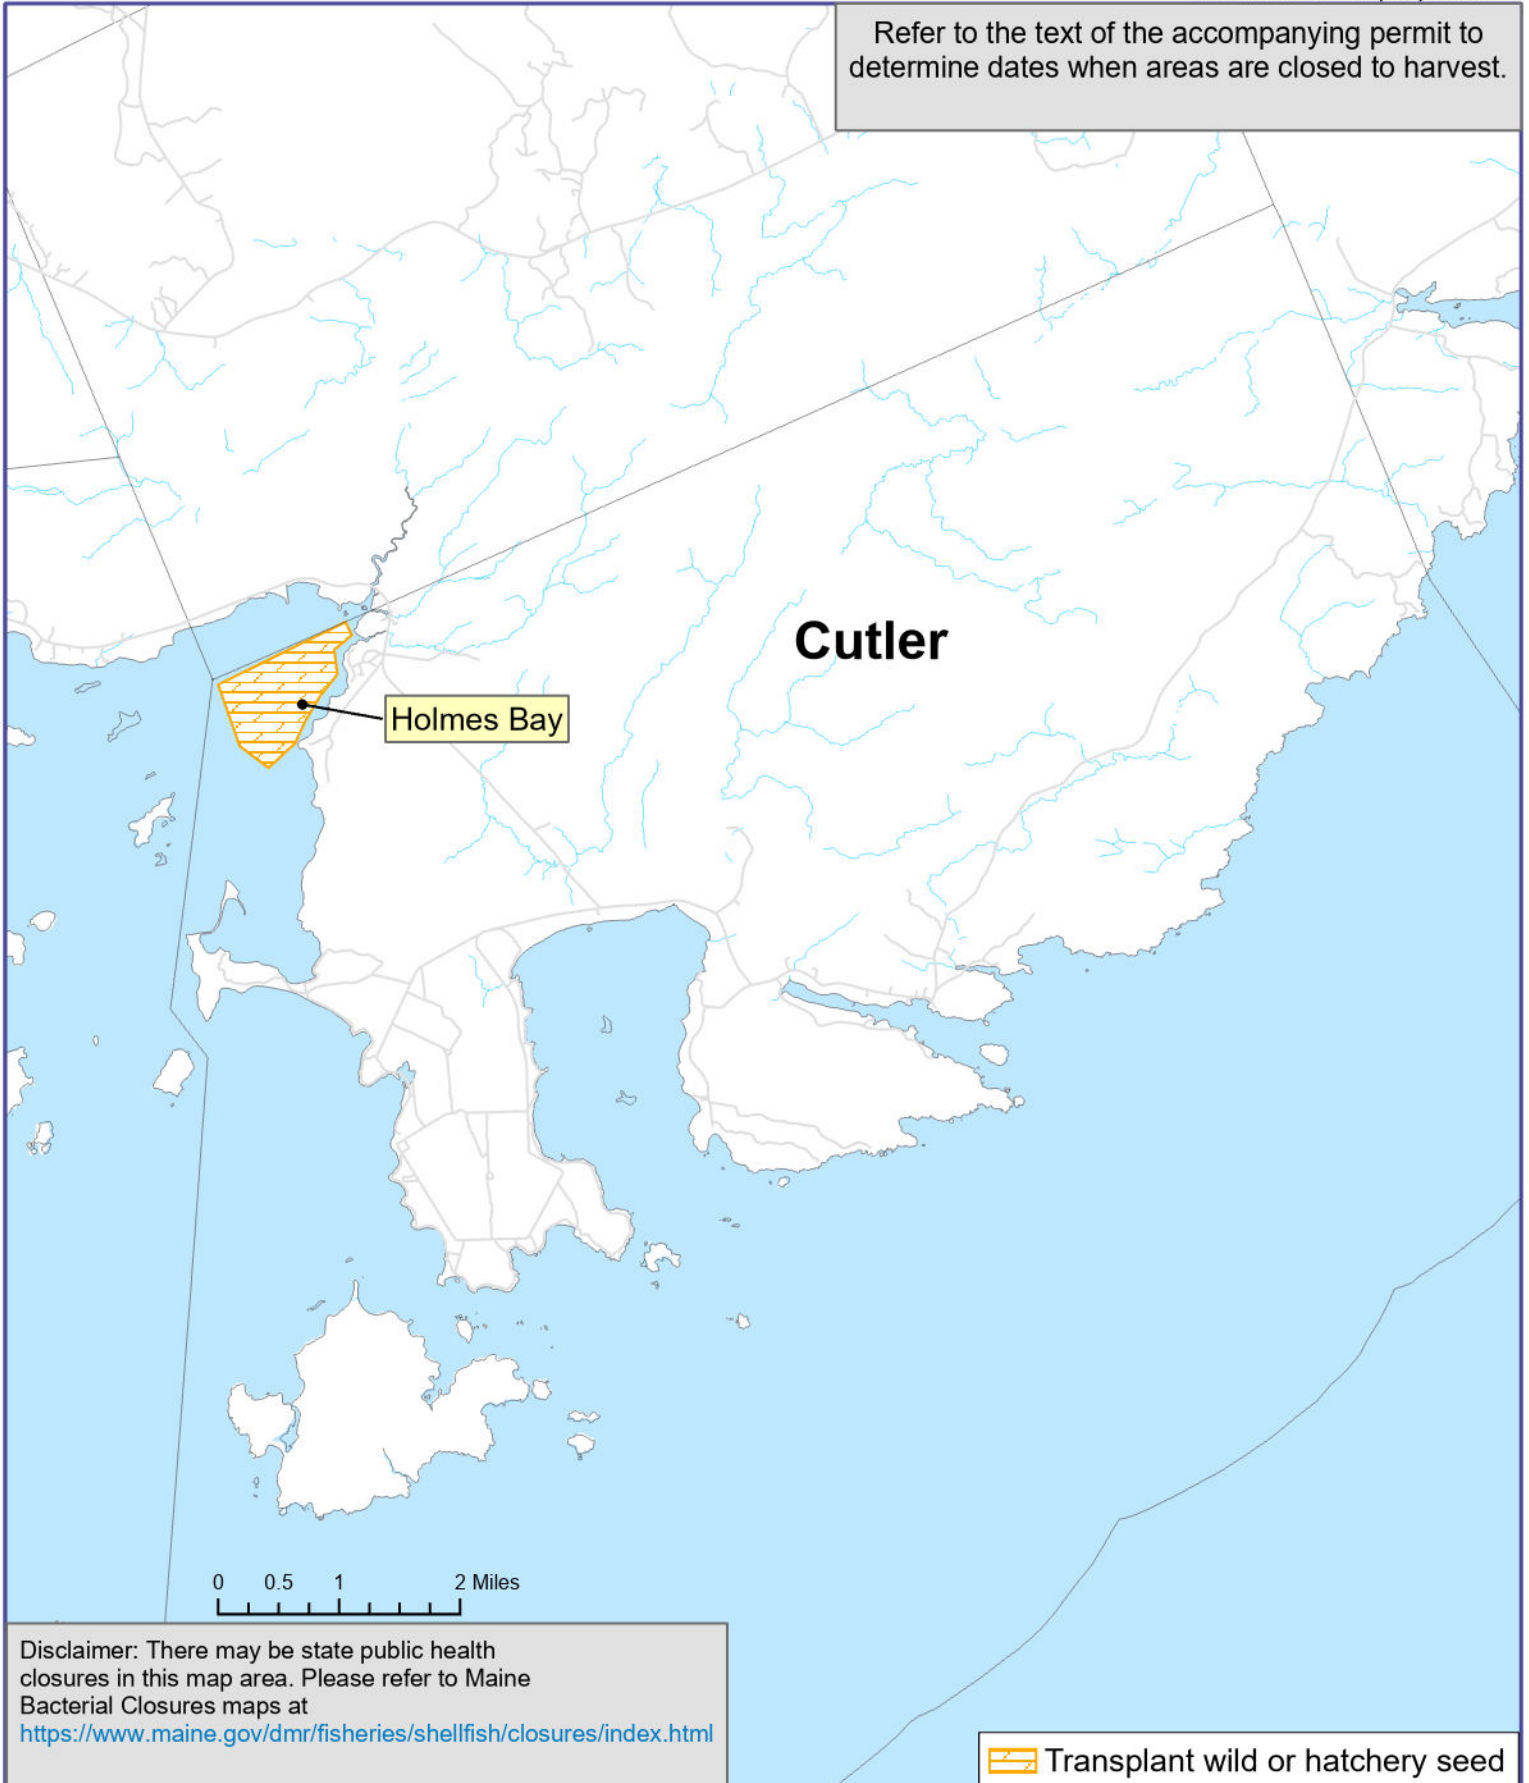 Refer to the text of the accompanying permit to
determine dates when areas are closed to harvest.
Cutler
Holmes Bay
0 0.5 1 2 Miles
Disclaimer: There may be state public health
closures in this map area. Please refer to Maine
Bacterial Closures maps at
https://www.maine.gov/dmr/fisheries/shellfish/closures/index.html
Transplant wild or hatchery seed